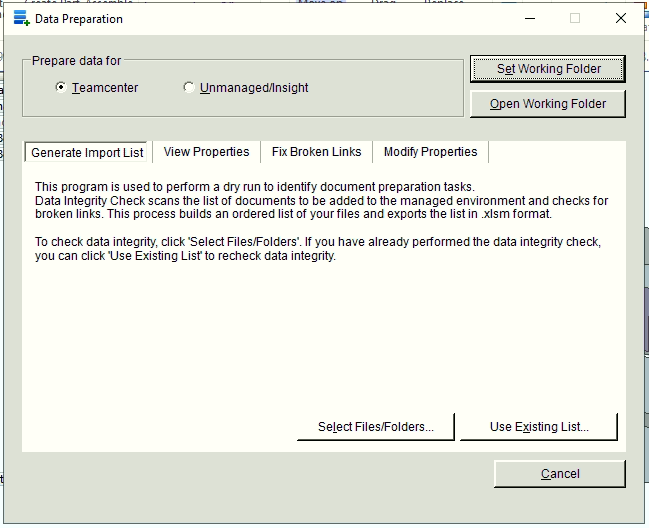 Data Preparation
Prepare data for
Teamcenter
Unmanaged/Insight
Set Working Folder
Open Working Folder
Generate Import List
View Properties
Fix Broken Links
Modify Properties
This program is used to perform a dry run to identify document preparation tasks.
Data Integrity Check scans the list of documents to be added to the managed environment and checks for
broken links. This process builds an ordered list of your files and exports the list in .xlsm format.
To check data integrity, click 'Select Files/Folders'. If you have already performed the data integrity check,
you can click 'Use Existing List' to recheck data integrity.
Select Files/Folders...
Use Existing List...
Cancel